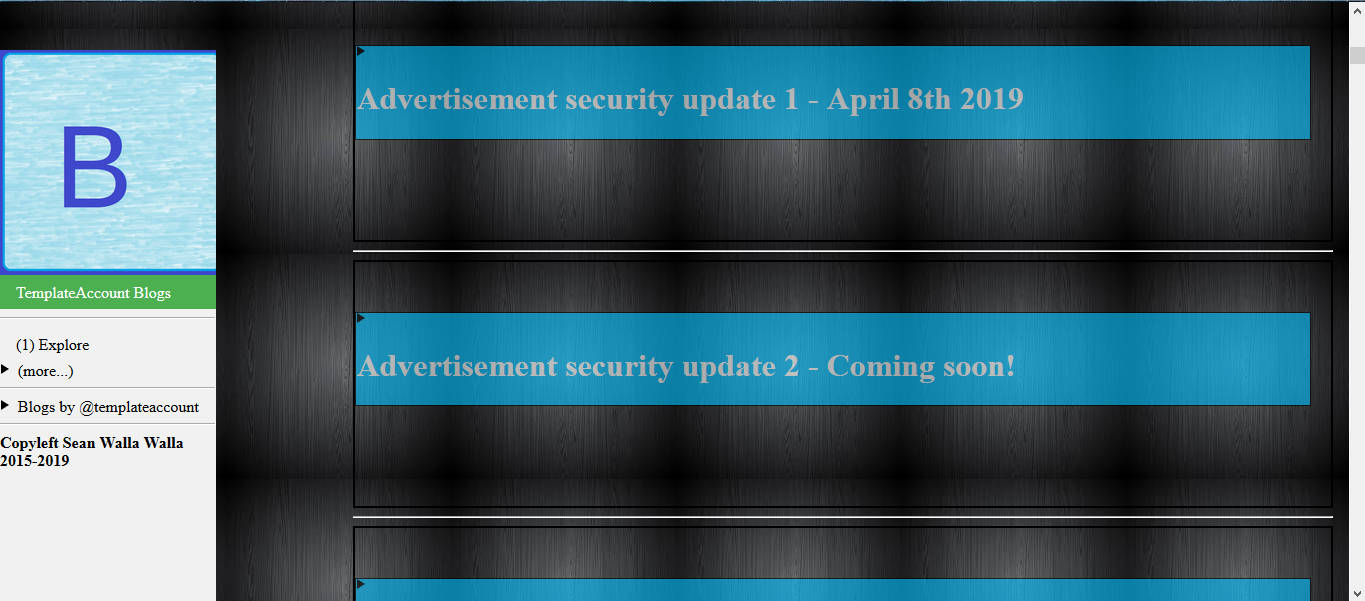 B
TemplateAccount Blogs
(1) Explore
(more...)
Blogs by @templateaccount
Copyleft Sean Walla Walla
2015-2019
Advertisement security update 1 - April 8th 2019
Advertisement security update 2 - Coming soon!